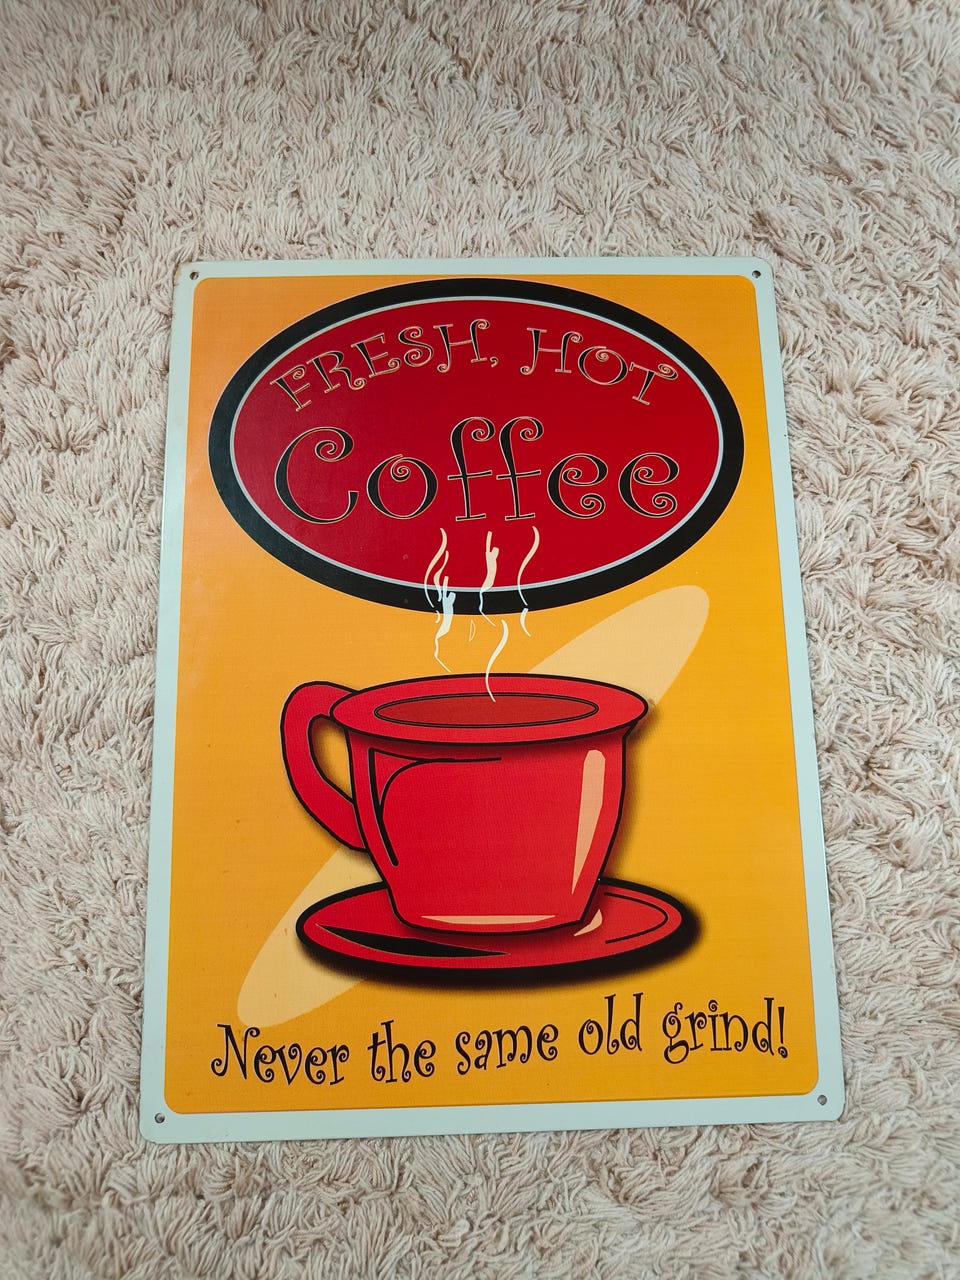 FRESH, HOT
Coffee
Never the same old grind!